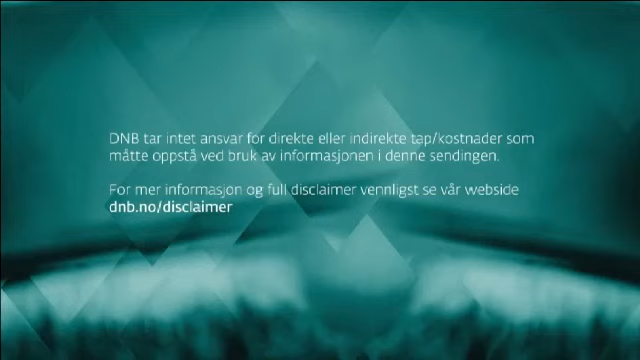 DNB tar intet ansvar for direkte eller indirekte tap/kostnader som
måtte oppstå ved bruk av informasjonen i denne sendingen.
For mer informasjon og full disclaimer vennligst se vår webside
dnb.no/disclaimer